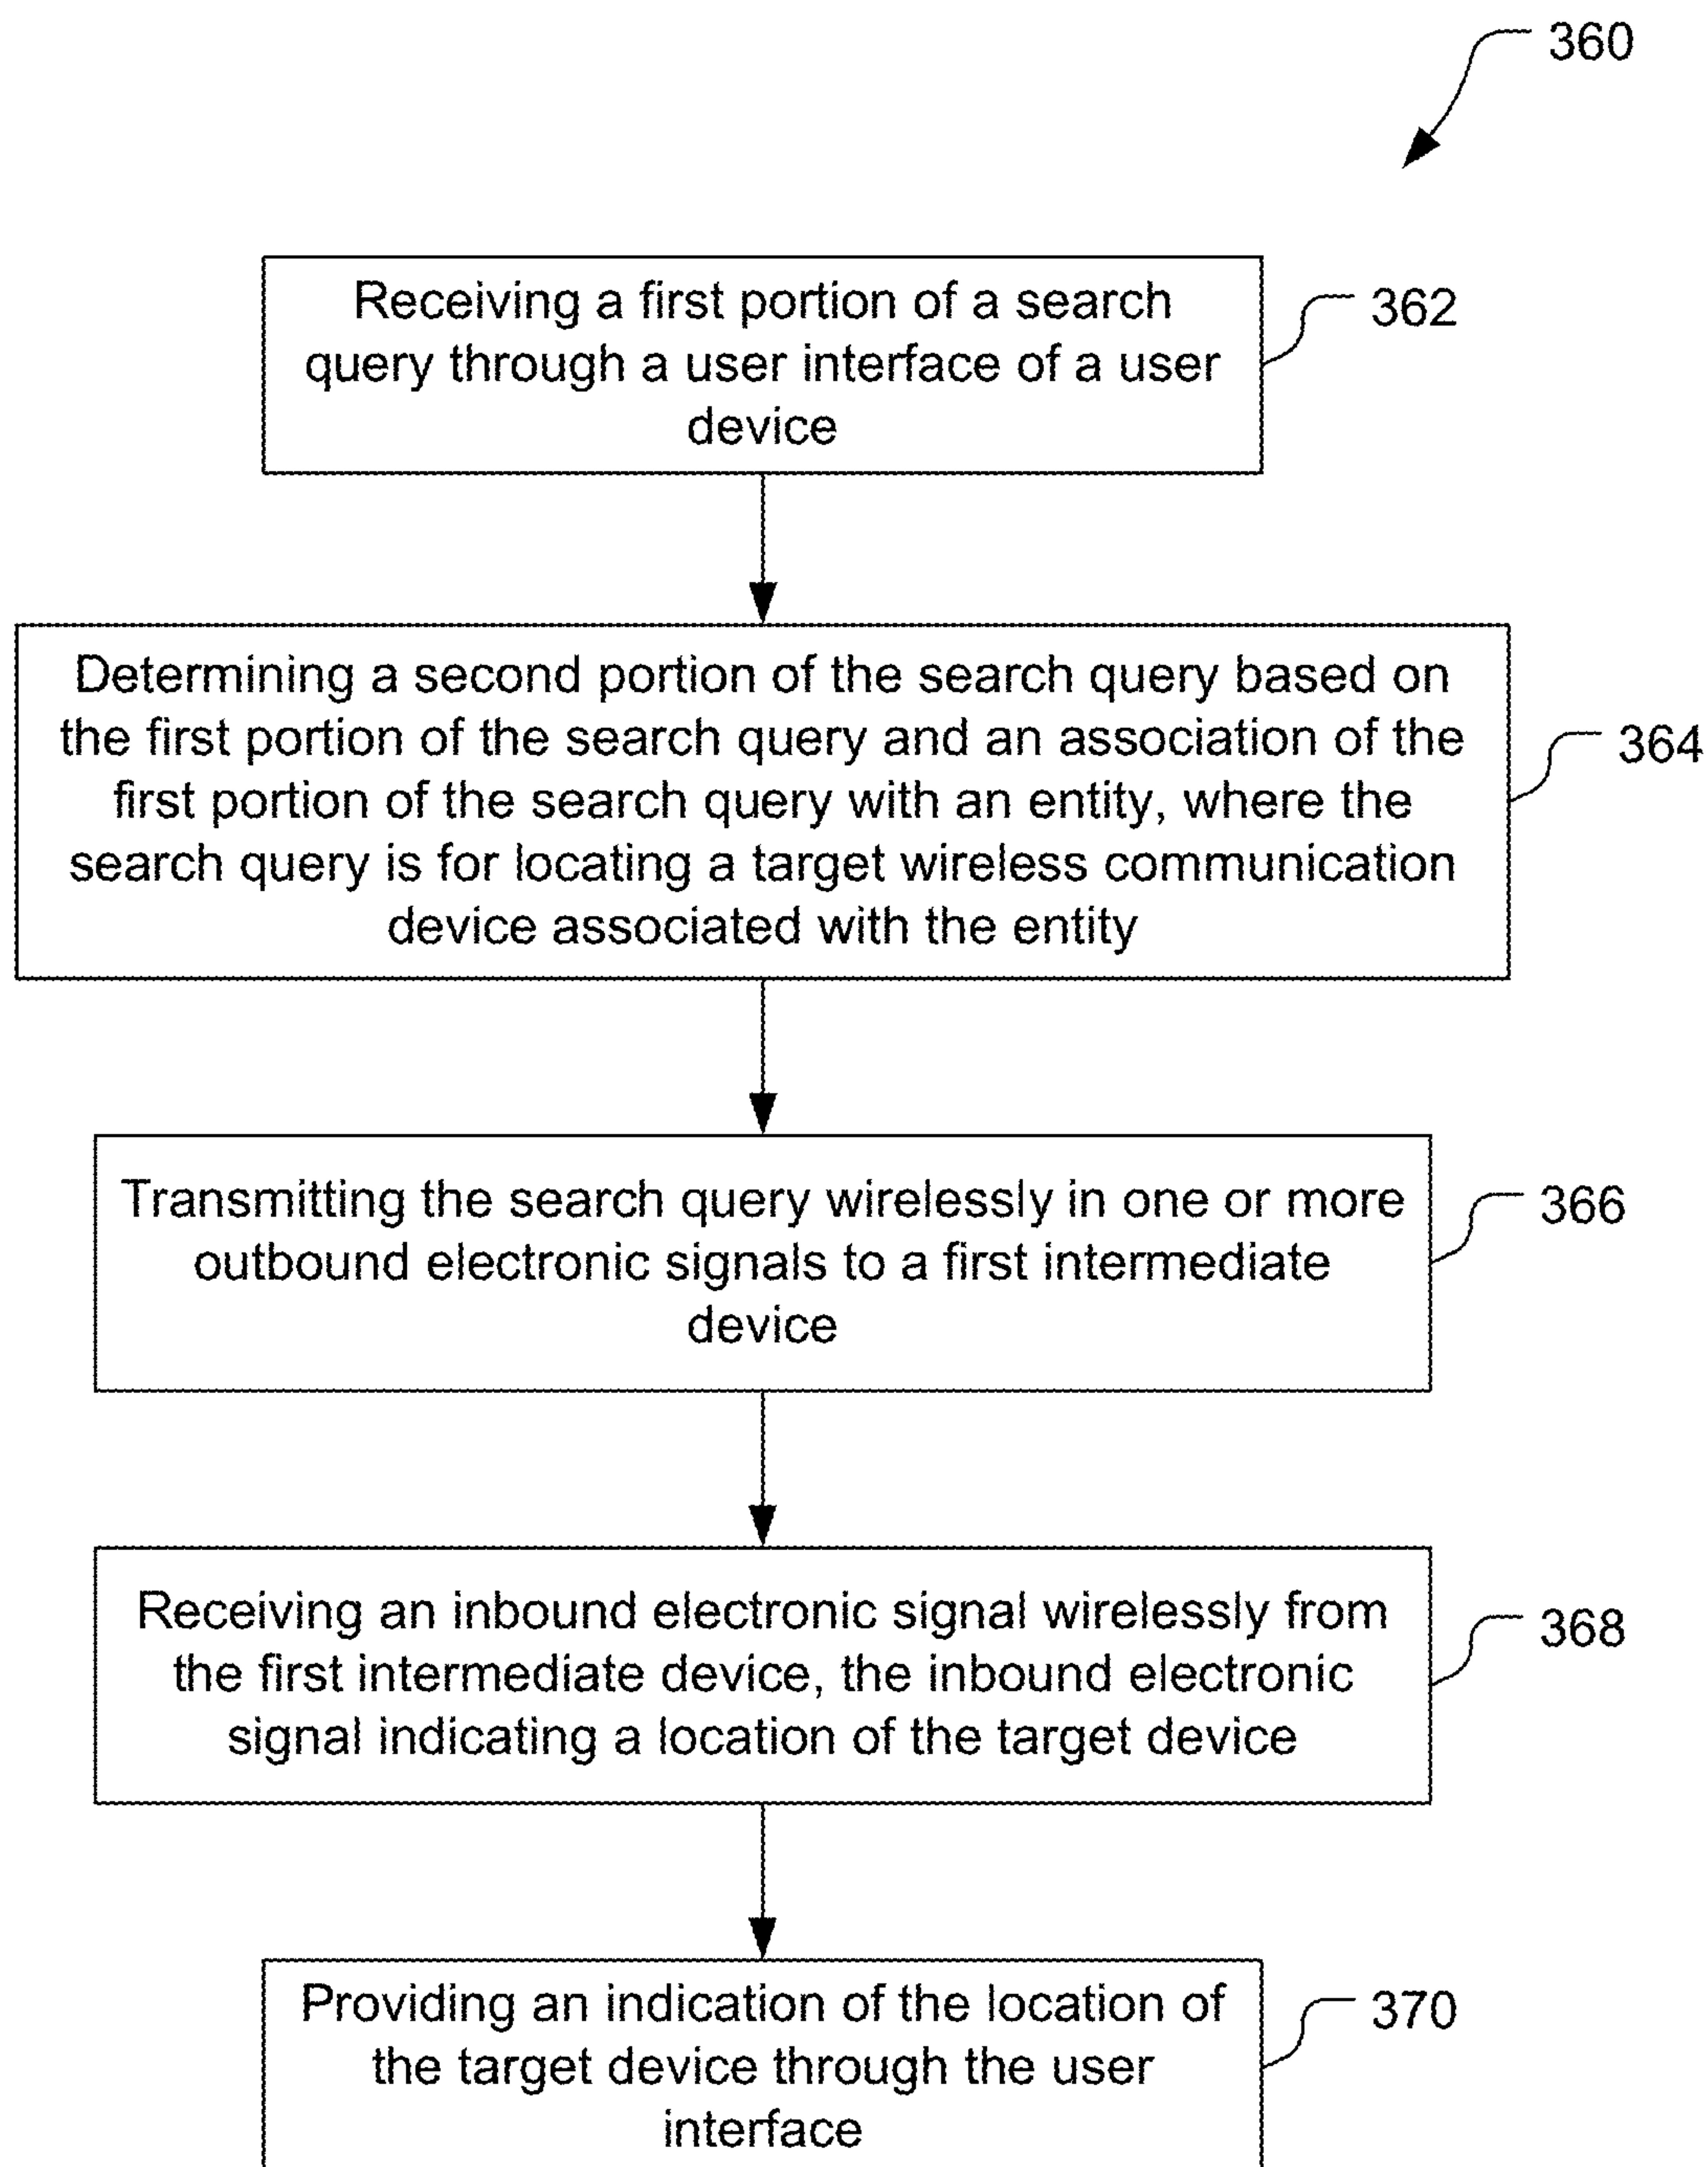 360
Receiving a first portion of a search
query through a user interface of a user
device
362
Determining a second portion of the search query based on
the first portion of the search query and an association of the
first portion of the search query with an entity, where the
search query is for locating a target wireless communication
device associated with the entity
364
Transmitting the search query wirelessly in one or more
outbound electronic signals to a first intermediate
device
366
Receiving an inbound electronic signal wirelessly from
the first intermediate device, the inbound electronic
signal indicating a location of the target device
368
Providing an indication of the location of
the target device through the user
interface
370